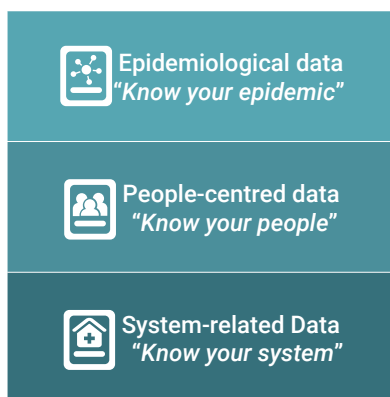 Epidemiological data
“Know your epidemic”
People-centred data
“Know your people”
System-related Data
“Know your system”